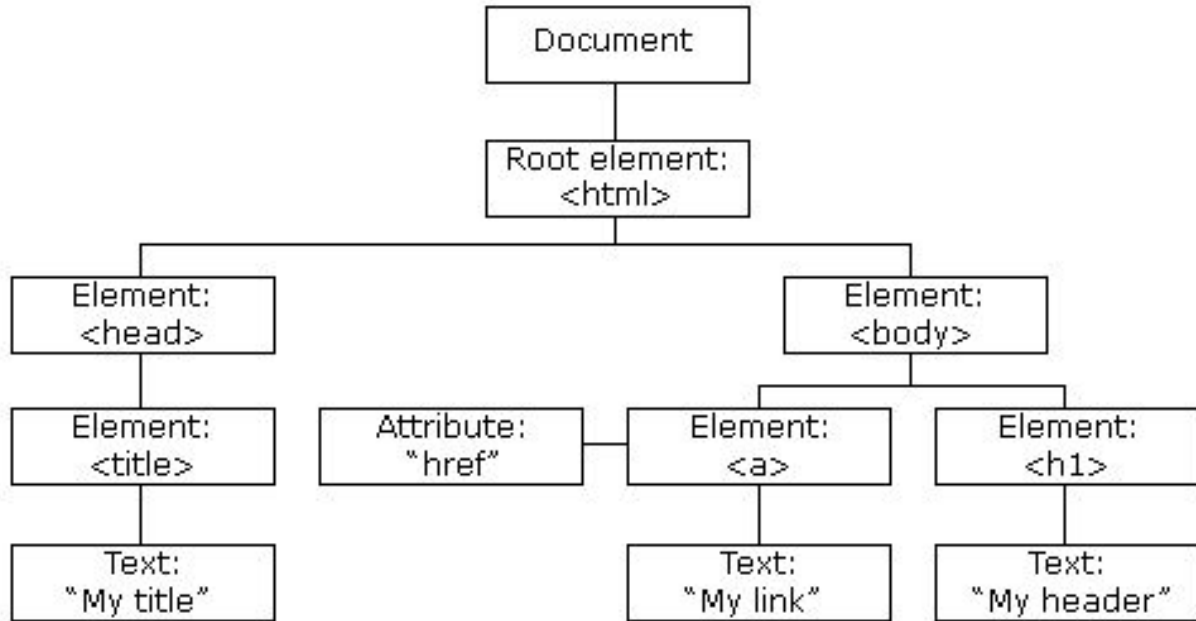 Document
Root element:
<html>
Element:
<head>
Element:
<body>
Element:
<title>
Attribute:
“href”
Element:
<a>
Element:
<h1>
Text:
“My title”
Text:
“My link”
Text:
“My header”